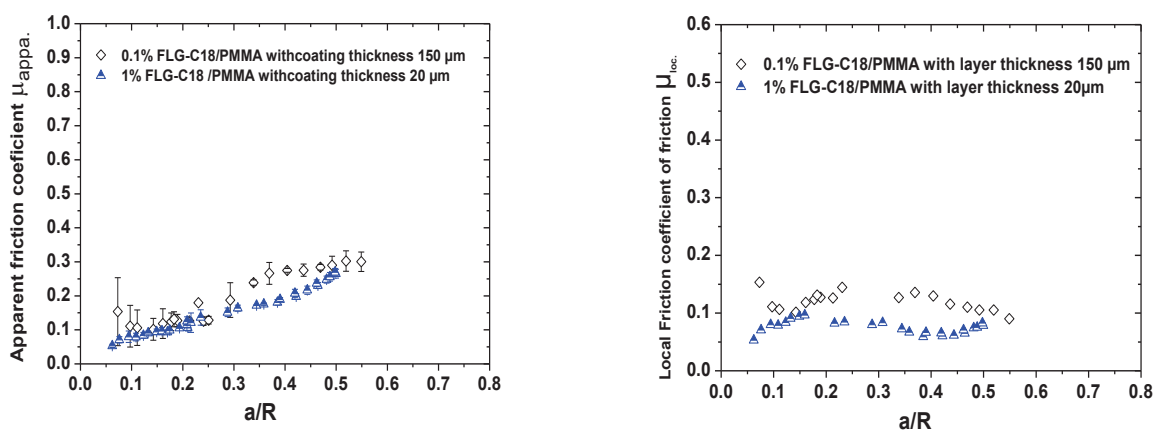 1.0
0.9
0.8
0.7
0.6
0.5
0.4
0.3
0.2
0.1
0.0
Apparent friction coeficient μappa.
0.1% FLG-C18/PMMA withcoating thickness 150 μm
1% FLG-C18 /PMMA withcoating thickness 20 μm
0.0 0.1 0.2 0.3 0.4 0.5 0.6 0.7 0.8
a/R
0.6
0.5
0.4
0.3
0.2
0.1
0.0
Local Friction coefficient of friction μloc.
0.1% FLG-C18/PMMA with layer thickness 150 μm
1% FLG-C18/PMMA with layer thickness 20μm
0.0 0.1 0.2 0.3 0.4 0.5 0.6 0.7 0.8
a/R